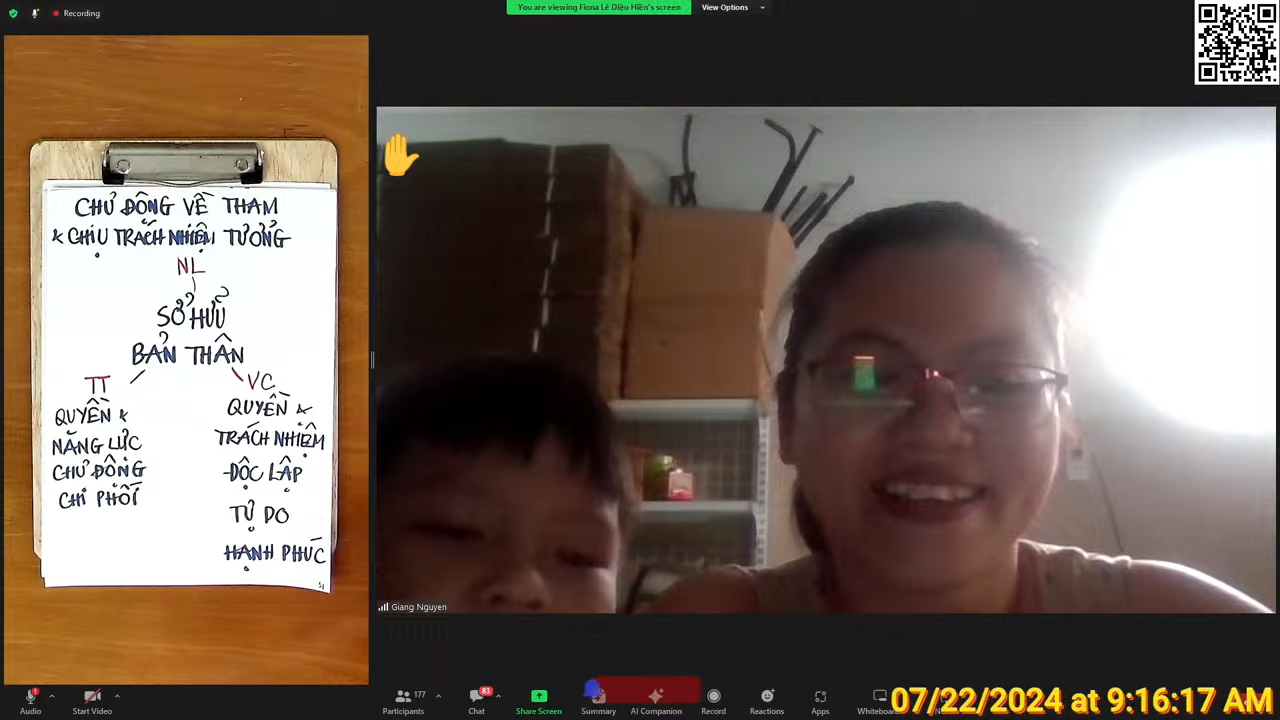 Recording
You are viewing Fiona Lê Diệu Hiền's screen
View Options
CHỦ ĐỘNG VỀ THAM
& CHỊU TRÁCH NHIỆM TƯỞNG
NL
SỞ HỮU
BẢN THÂN
TT
QUYỀN &
NĂNG LỰC
CHỦ ĐỘNG
CHI PHỐI
VC
QUYỀN &
TRÁCH NHIỆM
ĐỘC LẬP
TỰ DO
HẠNH PHÚC
Giang Nguyen
Audio
Start Video
Participants
177
Chat
83
Share Screen
Summary
AI Companion
Record
Reactions
Apps
Whiteboards
07/22/2024 at 9:16:17 AM